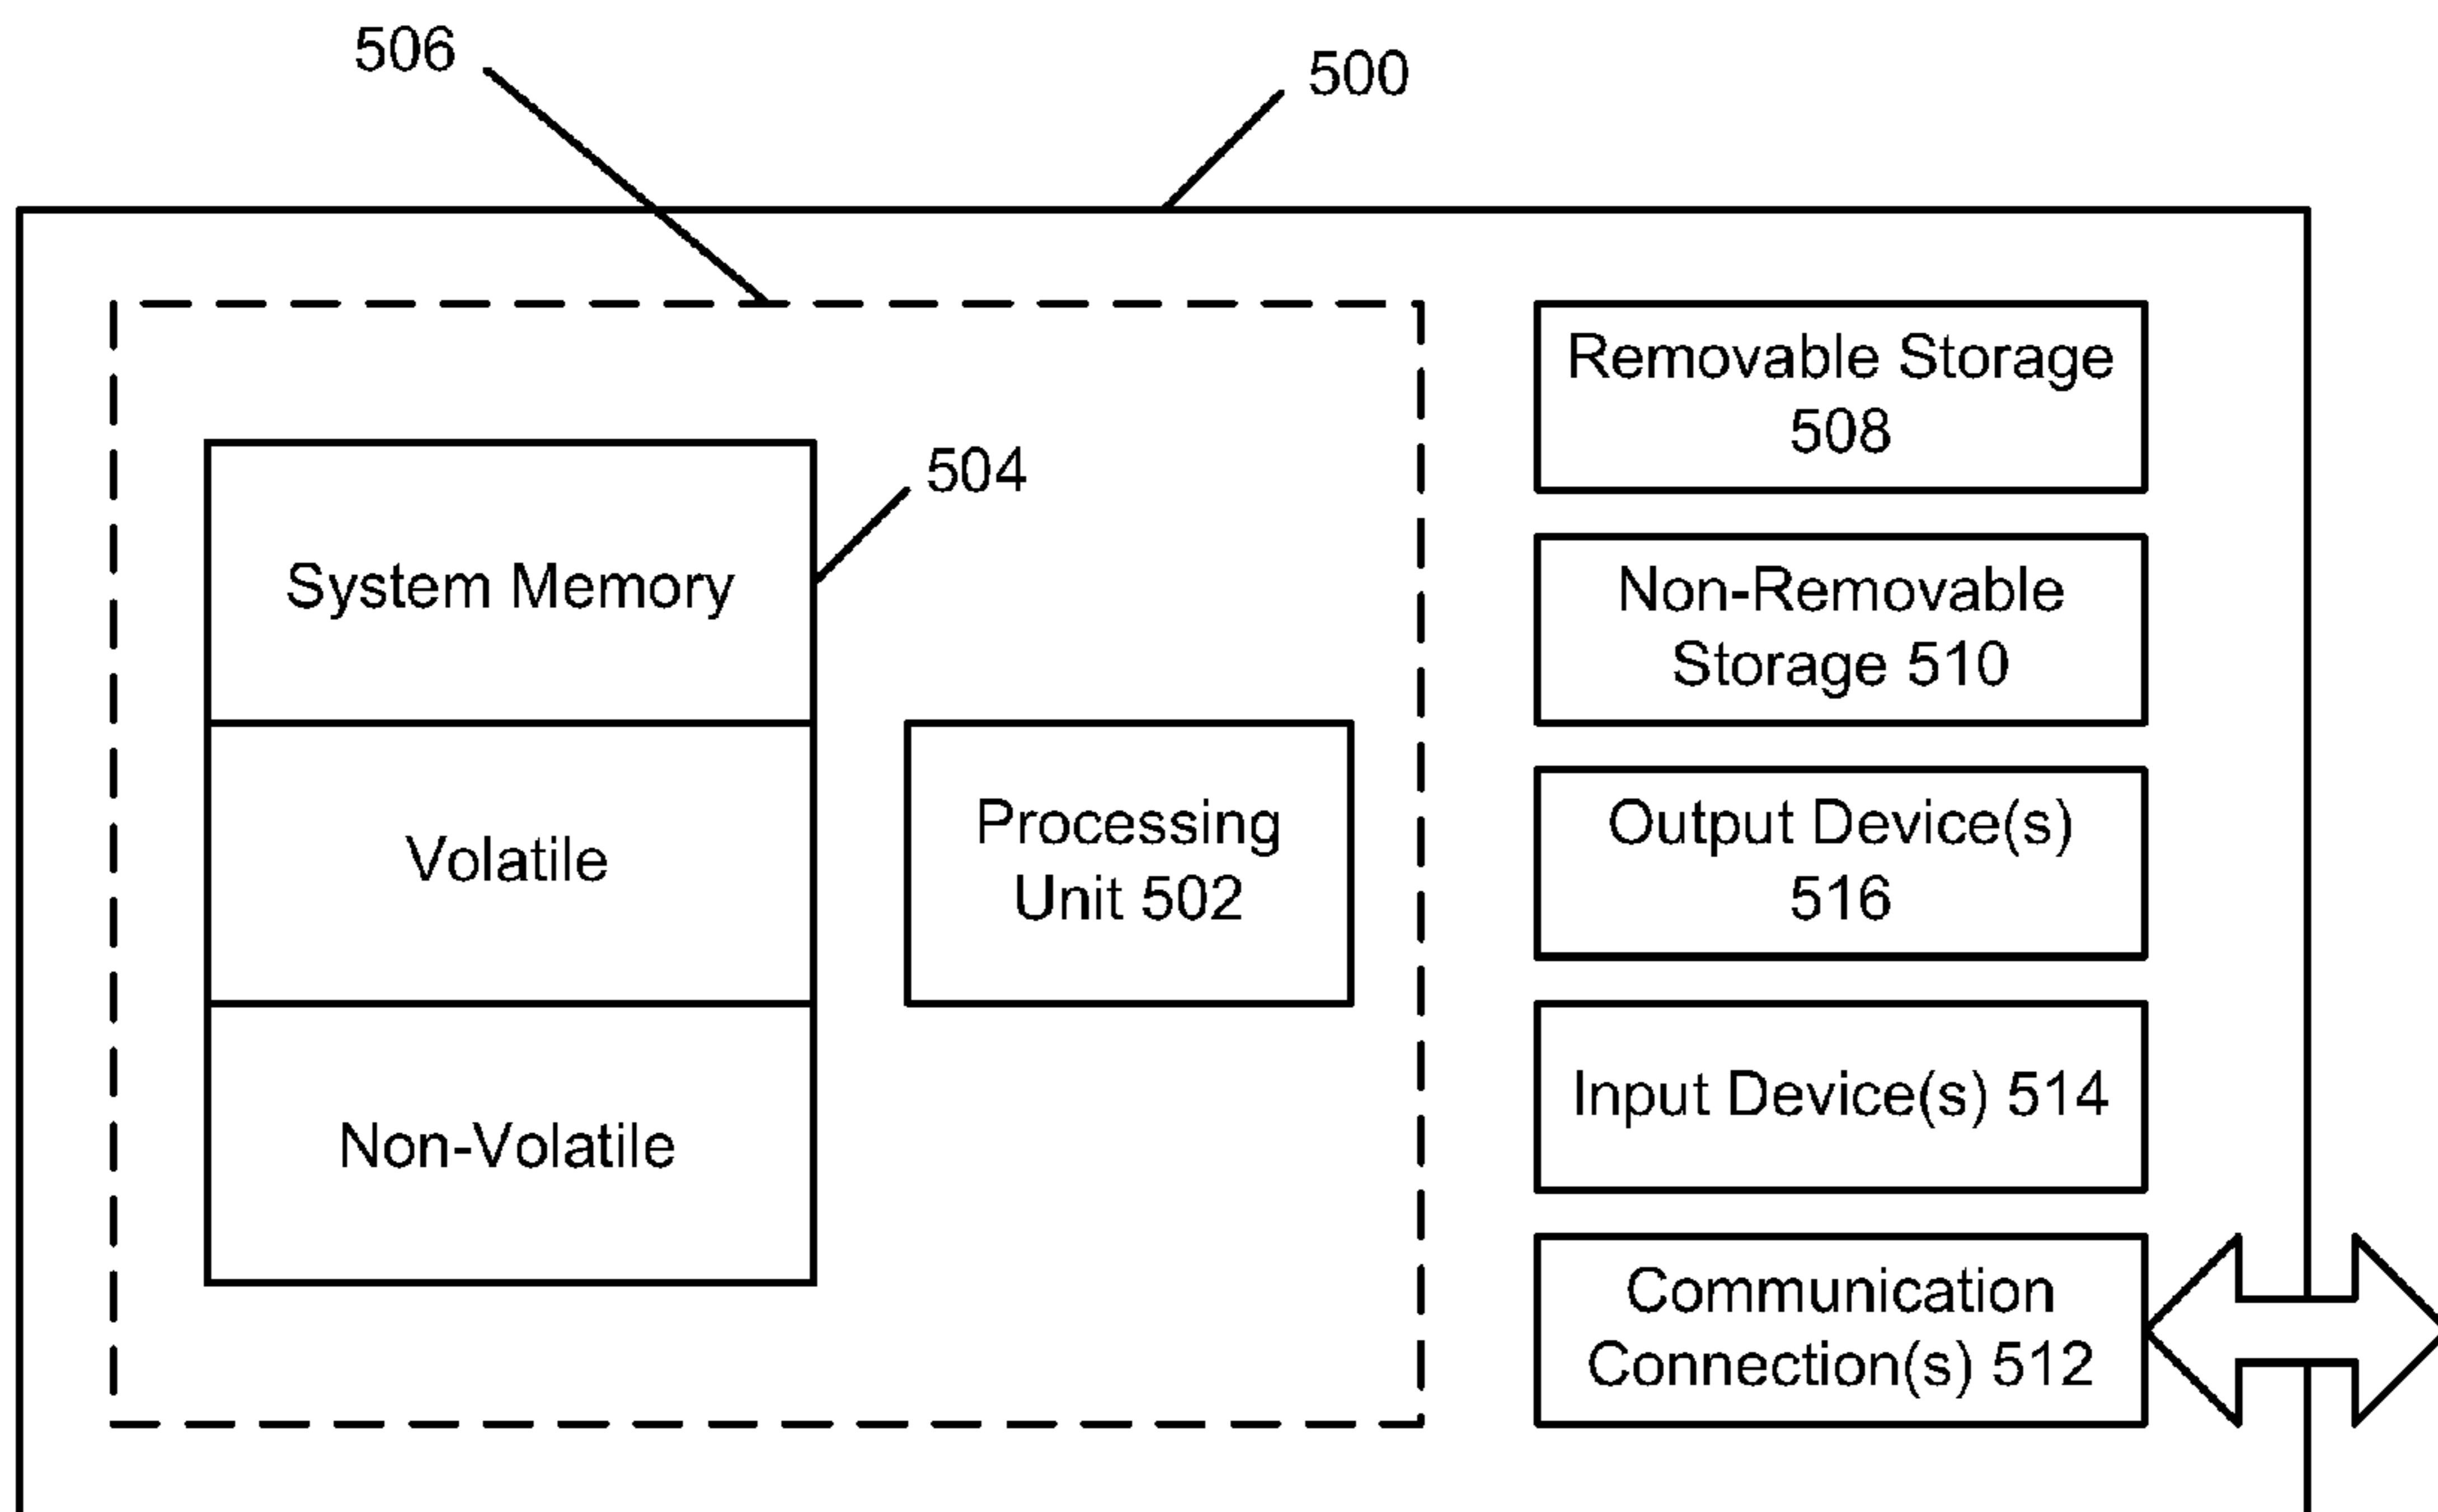 506
500
504
System Memory
Volatile
Non-Volatile
Processing
Unit 502
Removable Storage
508
Non-Removable
Storage 510
Output Device(s)
516
Input Device(s) 514
Communication
Connection(s) 512